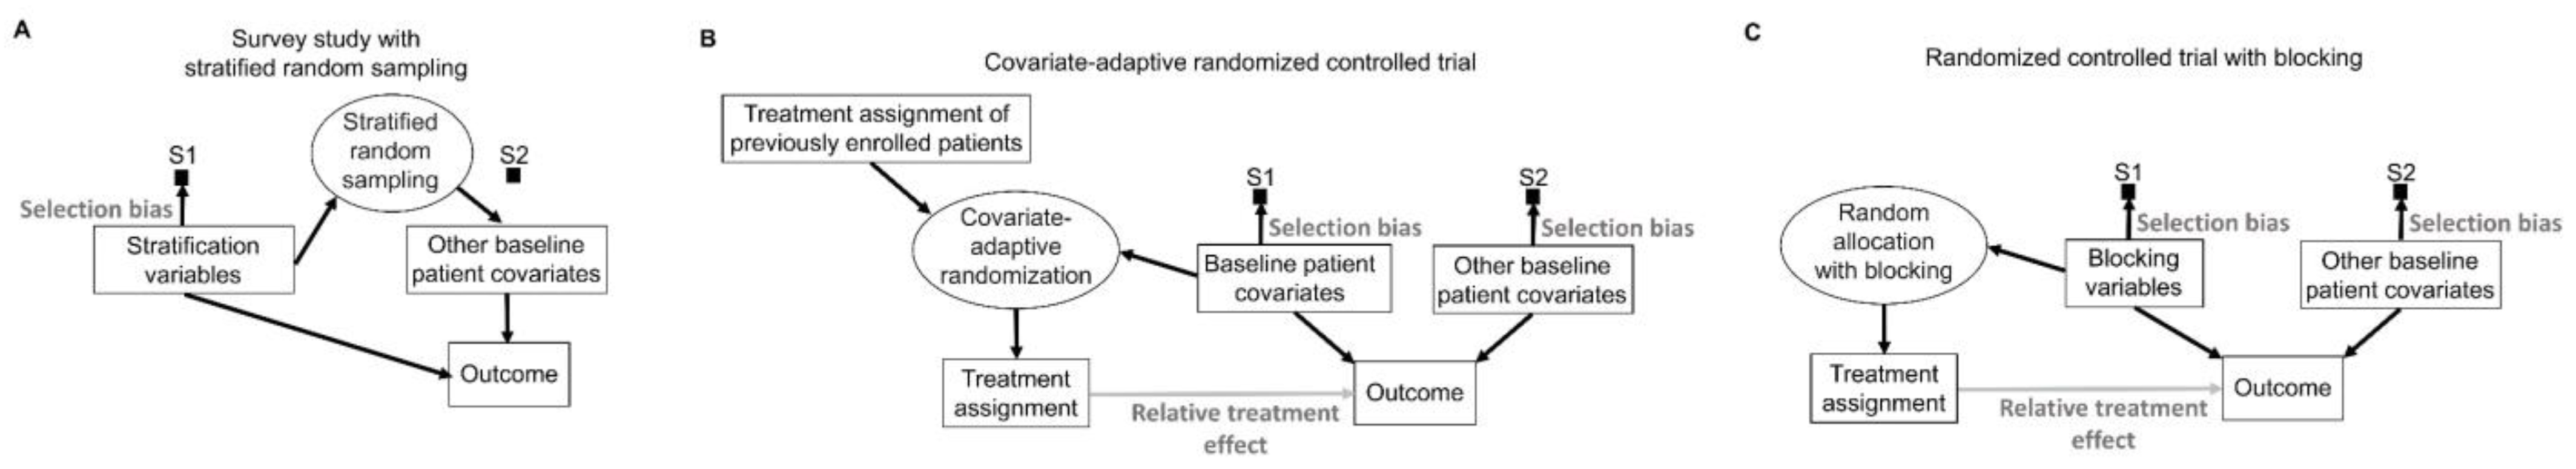 A
Survey study with
stratified random sampling
Stratified
random
sampling
S1
S2
Selection bias
Stratification
variables
Other baseline
patient covariates
Outcome
B
Covariate-adaptive randomized controlled trial
Treatment assignment of
previously enrolled patients
Covariate-
adaptive
randomization
S1
Selection bias
S2
Selection bias
Baseline patient
covariates
Other baseline
patient covariates
Treatment
assignment
Relative treatment
effect
Outcome
C
Randomized controlled trial with blocking
Random
allocation
with blocking
S1
Selection bias
S2
Selection bias
Blocking
variables
Other baseline
patient covariates
Treatment
assignment
Relative treatment
effect
Outcome